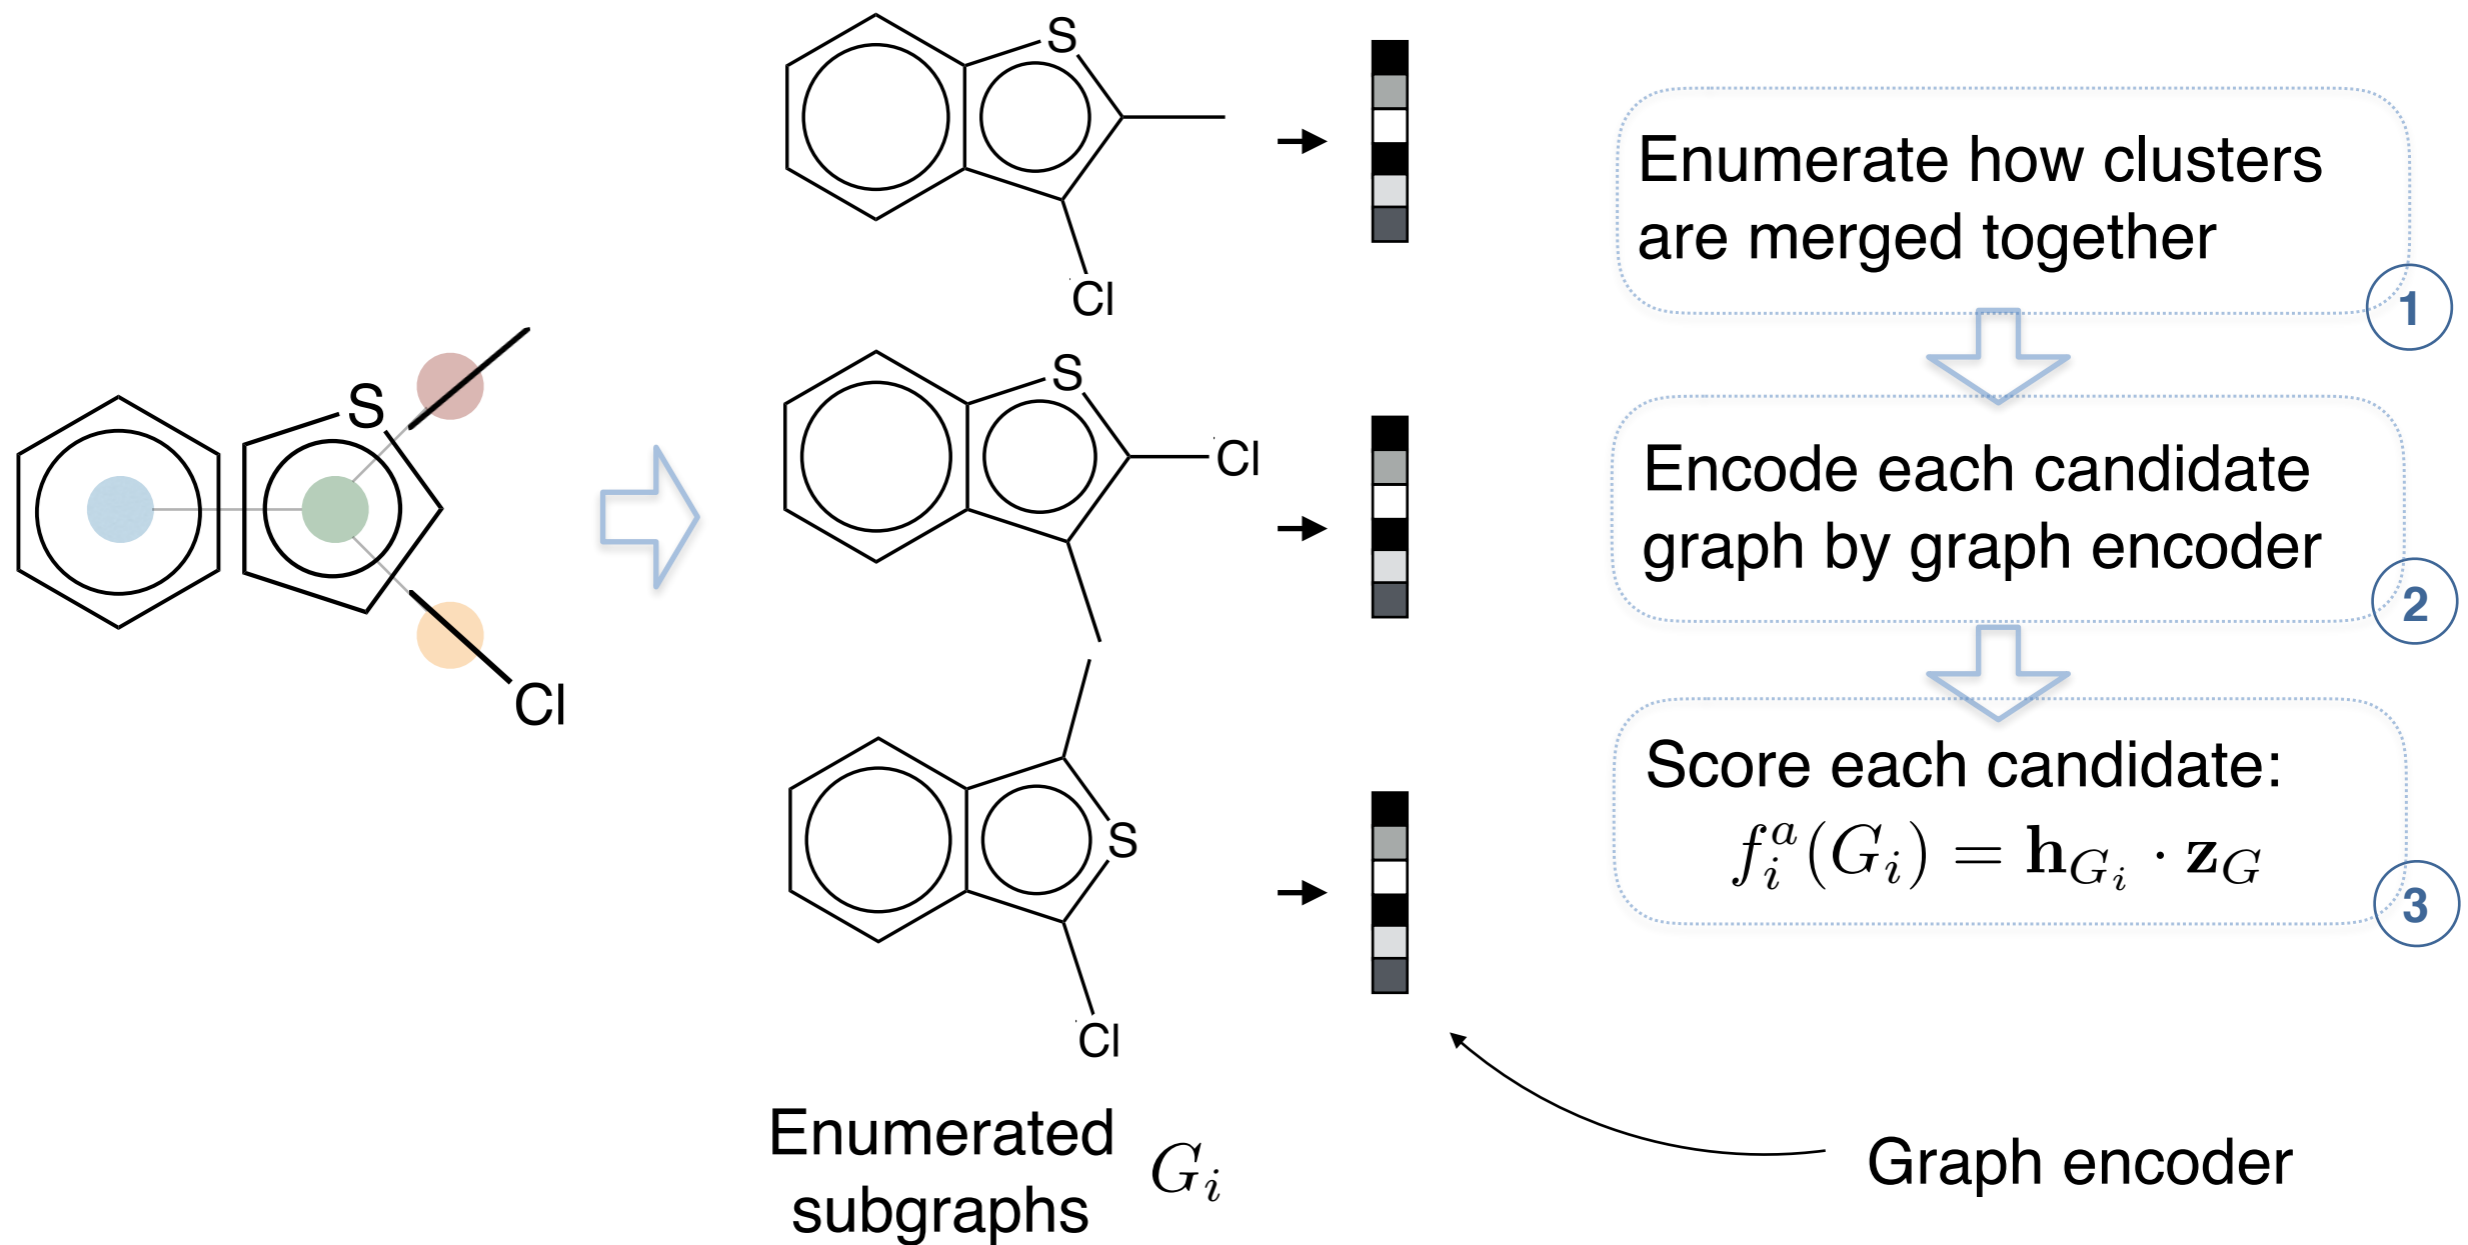 S
Cl
S
Cl
S
Cl
S
Cl
Enumerated
subgraphs
G_i
Enumerate how clusters
are merged together
1
Encode each candidate
graph by graph encoder
2
Score each candidate:
f_i^a(G_i) = h_{G_i} · z_G
3
Graph encoder